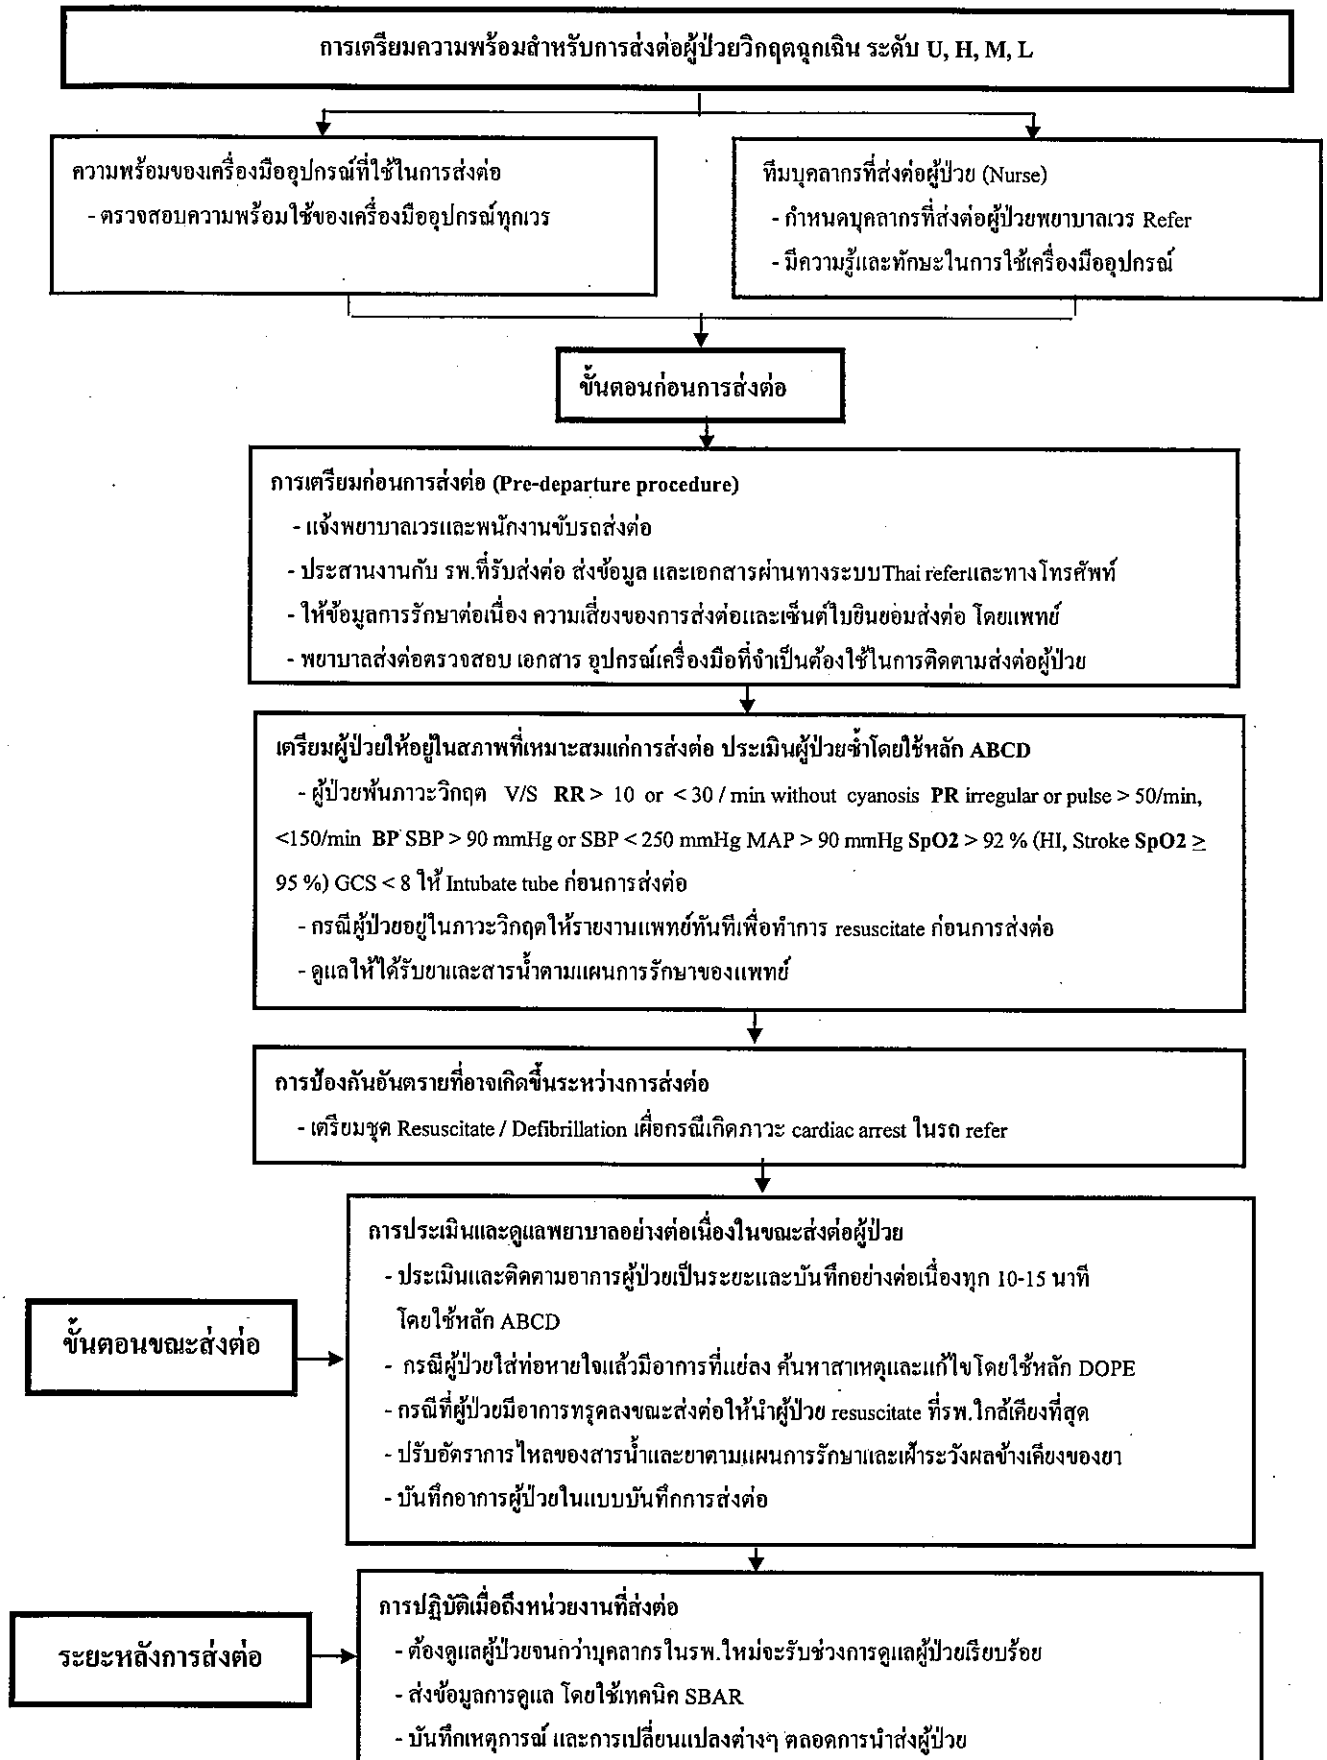 การเตรียมความพร้อมสำหรับการส่งต่อผู้ป่วยวิกฤตฉุกเฉิน ระดับ U, H, M, L
ความพร้อมของเครื่องมืออุปกรณ์ที่ใช้ในการส่งต่อ
- ตรวจสอบความพร้อมใช้ของเครื่องมืออุปกรณ์ทุกเวร
ทีมบุคลากรที่ส่งต่อผู้ป่วย (Nurse)
- กำหนดบุคลากรที่ส่งต่อผู้ป่วยพยาบาลเวร Refer
- มีความรู้และทักษะในการใช้เครื่องมืออุปกรณ์
ขั้นตอนก่อนการส่งต่อ
การเตรียมก่อนการส่งต่อ (Pre-departure procedure)
- แจ้งพยาบาลเวรและพนักงานขับรถส่งต่อ
- ประสานงานกับ รพ.ที่รับส่งต่อ ส่งข้อมูล และเอกสารผ่านทางระบบThai referและทางโทรศัพท์
- ให้ข้อมูลการรักษาต่อเนื่อง ความเสี่ยงของการส่งต่อและเซ็นต์ใบยินยอมส่งต่อ โดยแพทย์
- พยาบาลส่งต่อตรวจสอบ เอกสาร อุปกรณ์เครื่องมือที่จำเป็นต้องใช้ในการติดตามส่งต่อผู้ป่วย
เตรียมผู้ป่วยให้อยู่ในสภาพที่เหมาะสมแก่การส่งต่อ ประเมินผู้ป่วยซ้ำโดยใช้หลัก ABCD
- ผู้ป่วยพ้นภาวะวิกฤต V/S RR > 10 or < 30 / min without cyanosis PR irregular or pulse > 50/min,
<150/min BP SBP > 90 mmHg or SBP < 250 mmHg MAP > 90 mmHg SpO2 > 92 % (HI, Stroke SpO2 ≥
95 %) GCS < 8 ให้ Intubate tube ก่อนการส่งต่อ
- กรณีผู้ป่วยอยู่ในภาวะวิกฤตให้รายงานแพทย์ทันทีเพื่อทำการ resuscitate ก่อนการส่งต่อ
- ดูแลให้ได้รับยาและสารน้ำตามแผนการรักษาของแพทย์
การป้องกันอันตรายที่อาจเกิดขึ้นระหว่างการส่งต่อ
- เตรียมชุด Resuscitate / Defibrillation เผื่อกรณีเกิดภาวะ cardiac arrest ในรถ refer
การประเมินและดูแลพยาบาลอย่างต่อเนื่องในขณะส่งต่อผู้ป่วย
- ประเมินและติดตามอาการผู้ป่วยเป็นระยะและบันทึกอย่างต่อเนื่องทุก 10-15 นาที
โดยใช้หลัก ABCD
ขั้นตอนขณะส่งต่อ
- กรณีผู้ป่วยใส่ท่อหายใจแล้วมีอาการที่แย่ลง ค้นหาสาเหตุและแก้ไขโดยใช้หลัก DOPE
- กรณีที่ผู้ป่วยมีอาการทรุดลงขณะส่งต่อให้นำผู้ป่วย resuscitate ที่รพ.ใกล้เคียงที่สุด
- ปรับอัตราการไหลของสารน้ำและยาตามแผนการรักษาและเฝ้าระวังผลข้างเคียงของยา
- บันทึกอาการผู้ป่วยในแบบบันทึกการส่งต่อ
การปฏิบัติเมื่อถึงหน่วยงานที่ส่งต่อ
ระยะหลังการส่งต่อ
- ต้องดูแลผู้ป่วยจนกว่าบุคลากรในรพ.ใหม่จะรับช่วงการดูแลผู้ป่วยเรียบร้อย
- ส่งข้อมูลการดูแล โดยใช้เทคนิค SBAR
- บันทึกเหตุการณ์ และการเปลี่ยนแปลงต่างๆ ตลอดการนำส่งผู้ป่วย